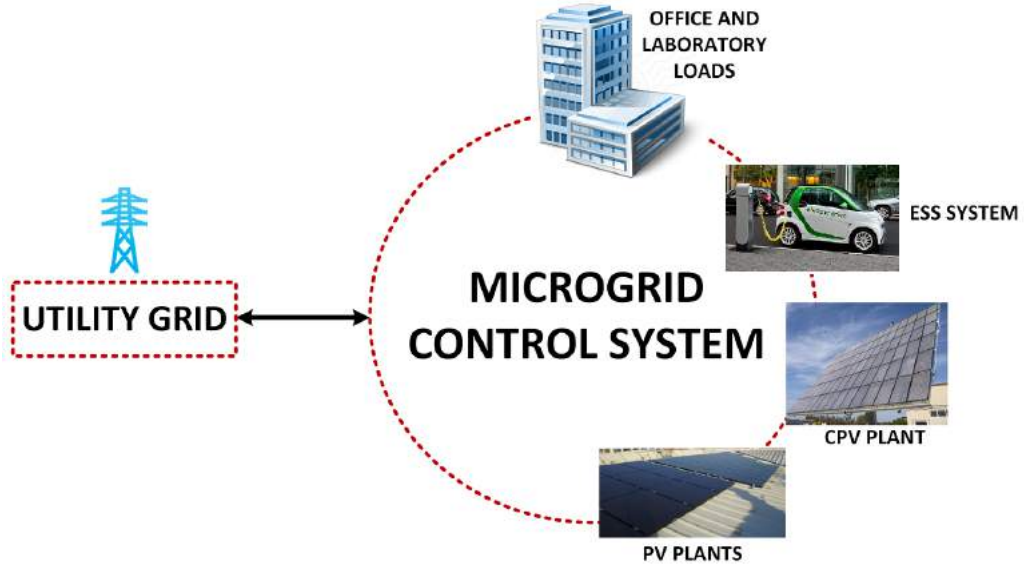 OFFICE AND
LABORATORY
LOADS
ESS SYSTEM
MICROGRID
CONTROL SYSTEM
UTILITY GRID
CPV PLANT
PV PLANTS